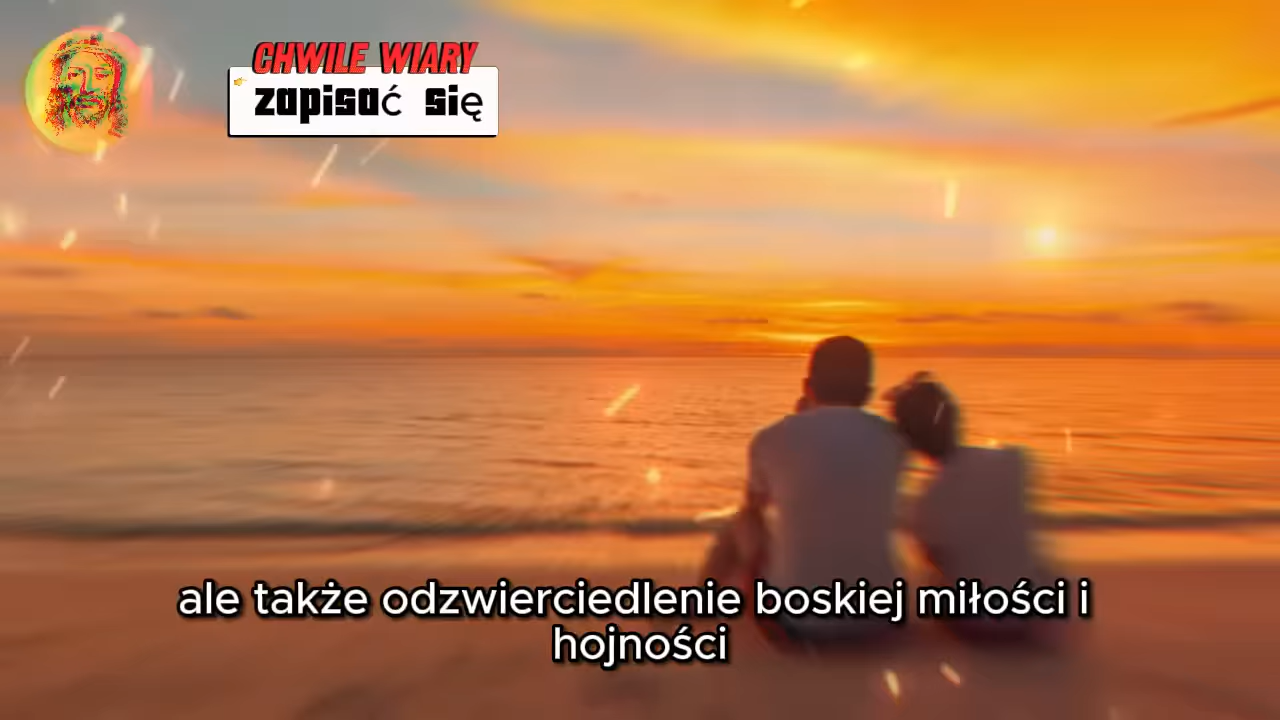 CHWILE WIARY
zapisać się
ale także odzwierciedlenie boskiej miłości i
hojności